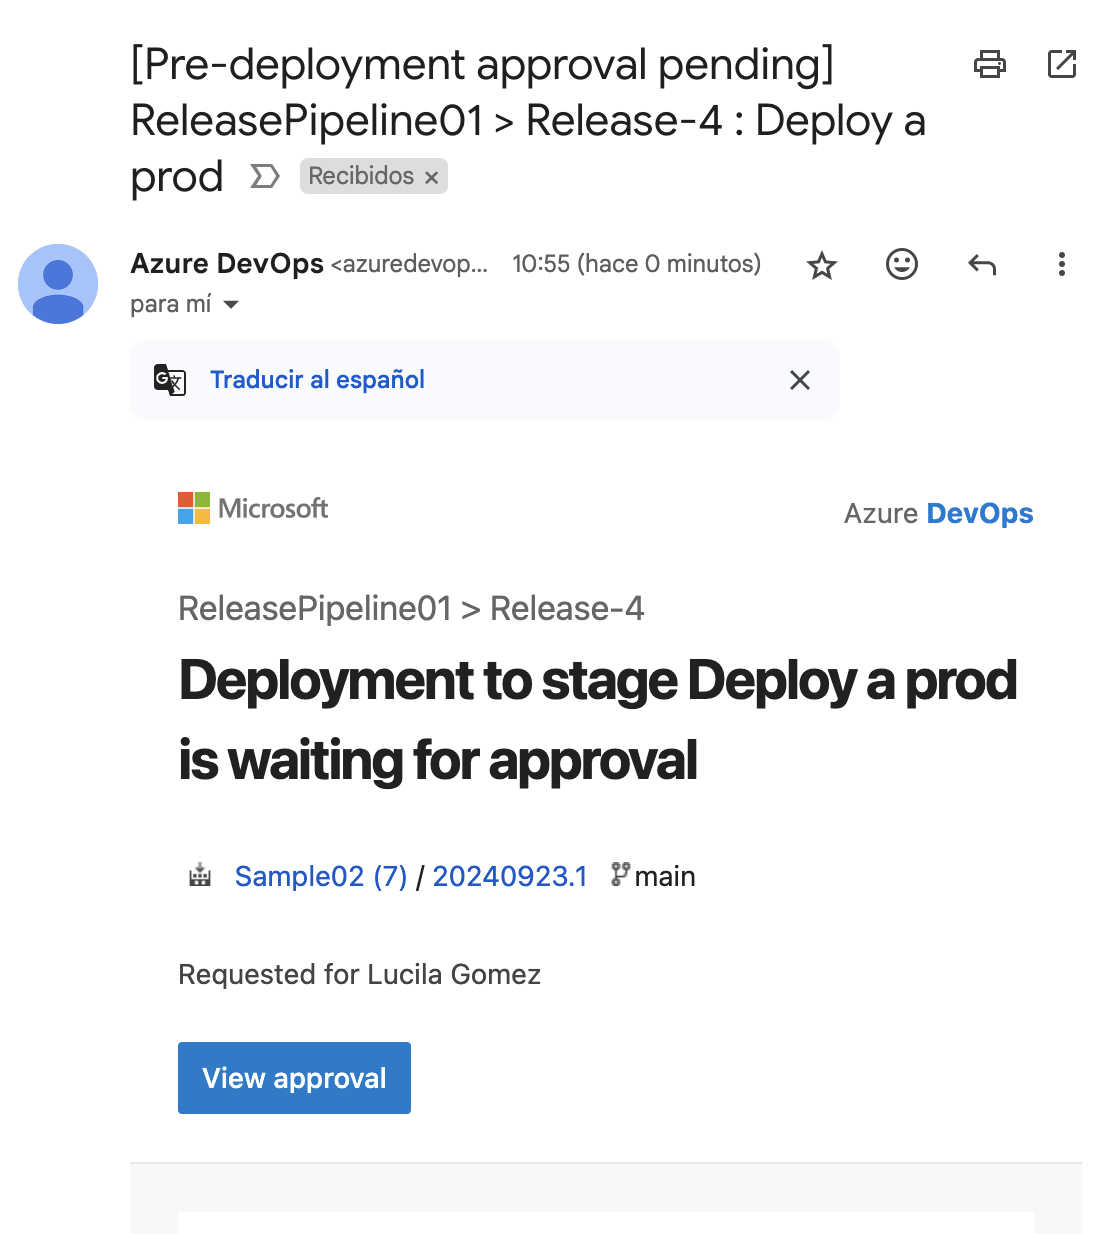 [Pre-deployment approval pending]
ReleasePipeline01 > Release-4 : Deploy a
prod Recibidos ×
Azure DevOps <azuredevop... 10:55 (hace 0 minutos)
para mí
Traducir al español
Microsoft Azure DevOps
ReleasePipeline01 > Release-4
Deployment to stage Deploy a prod
is waiting for approval
Sample02 (7) / 20240923.1 main
Requested for Lucila Gomez
View approval